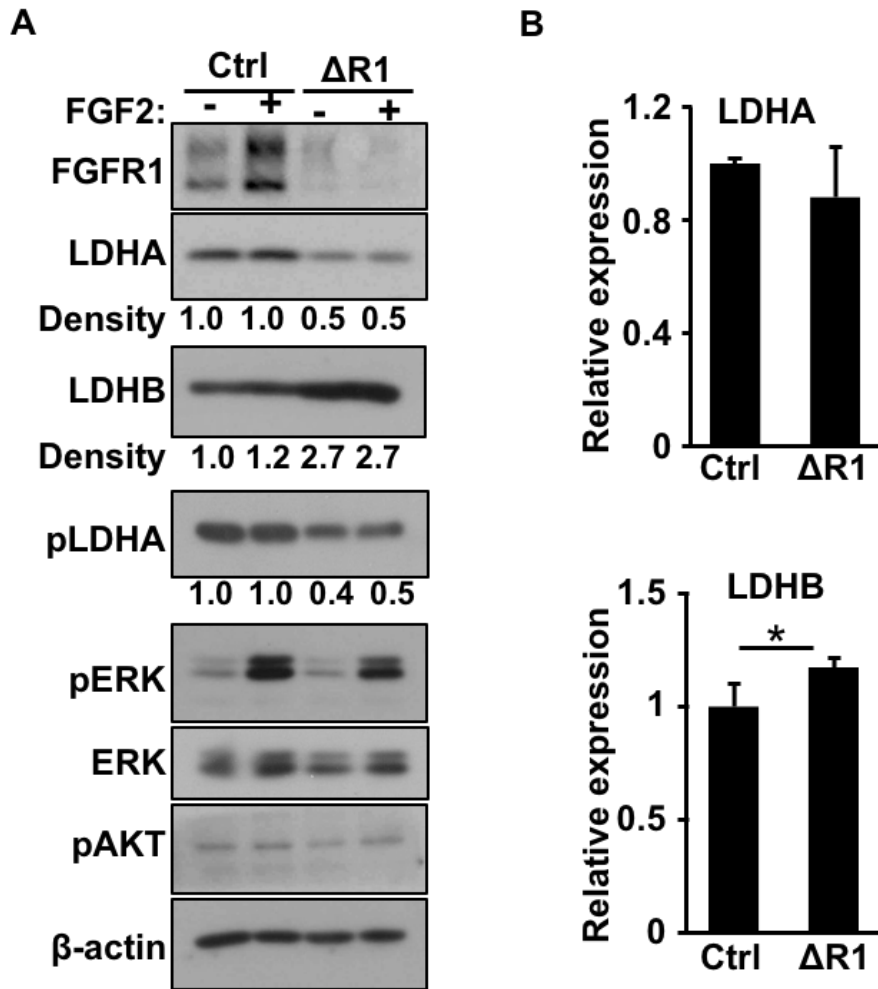 A
Ctrl ΔR1
FGF2: - + - +
FGFR1
LDHA
Density 1.0 1.0 0.5 0.5
LDHB
Density 1.0 1.2 2.7 2.7
pLDHA
1.0 1.0 0.4 0.5
pERK
ERK
pAKT
β-actin
B
LDHA
Relative expression
1.2
0.8
0.4
0
Ctrl ΔR1
LDHB
Relative expression
1.5
*
1
0.5
0
Ctrl ΔR1